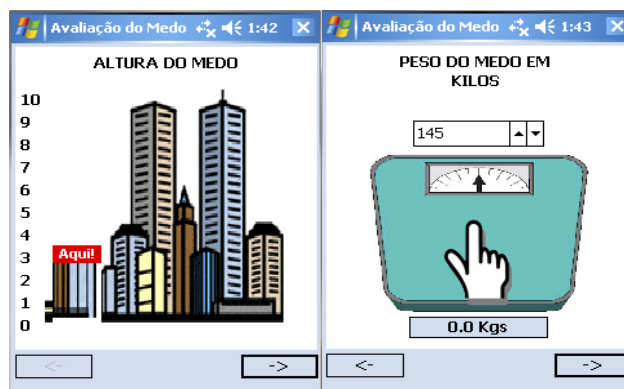 Avaliação do Medo 1:42
ALTURA DO MEDO
10
9
8
7
6
5
4
3
Aqui!
2
1
0
<-
->
Avaliação do Medo 1:43
PESO DO MEDO EM
KILOS
145
0.0 Kgs
<-
->